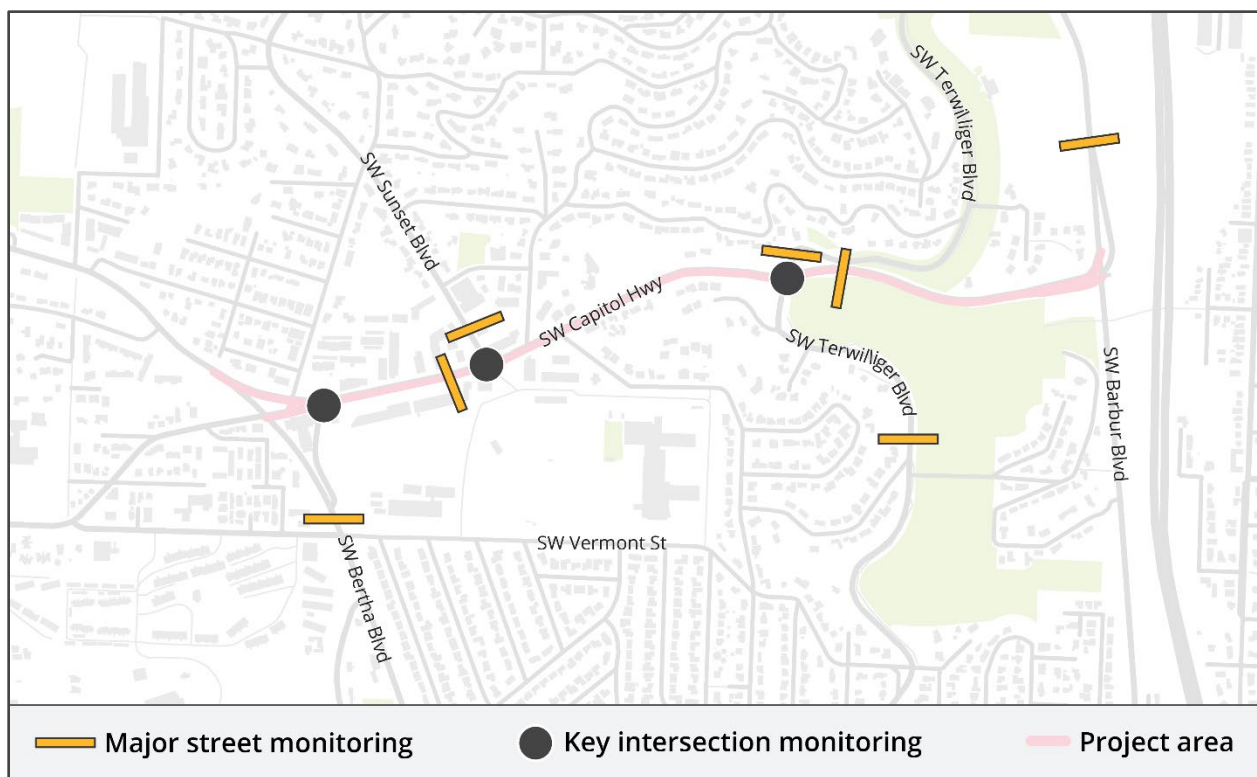 SW Terwilliger Blvd
SW Sunset Blvd
SW Capitol Hwy
SW Terwilliger Blvd
SW Barbur Blvd
SW Vermont St
SW Bertha Blvd
Major street monitoring
Key intersection monitoring
Project area